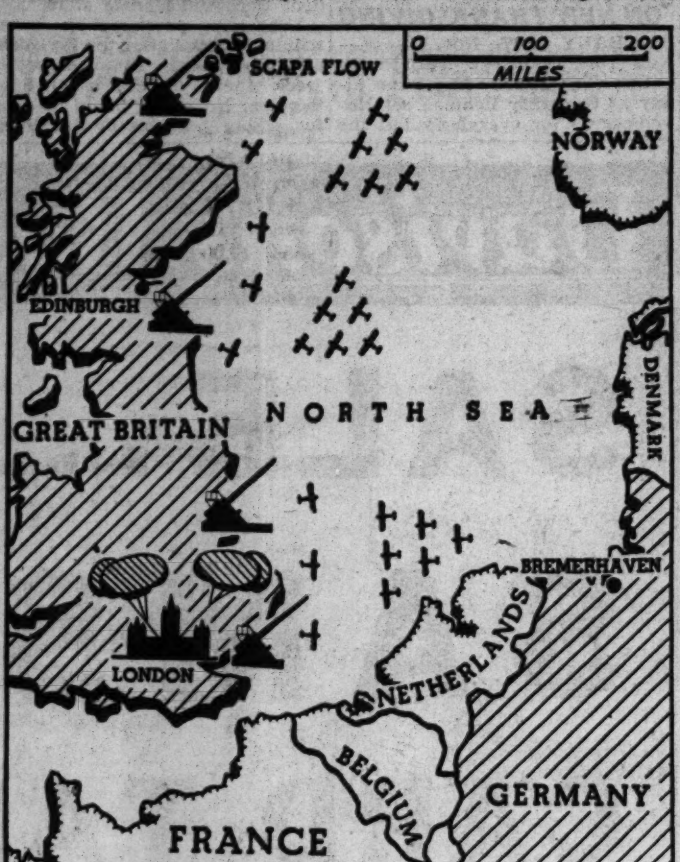 0 100 200
MILES
SCAPA FLOW
NORWAY
EDINBURGH
DENMARK
NORTH SEA
GREAT BRITAIN
BREMERHAVEN
NETHERLANDS
LONDON
BELGIUM
GERMANY
FRANCE